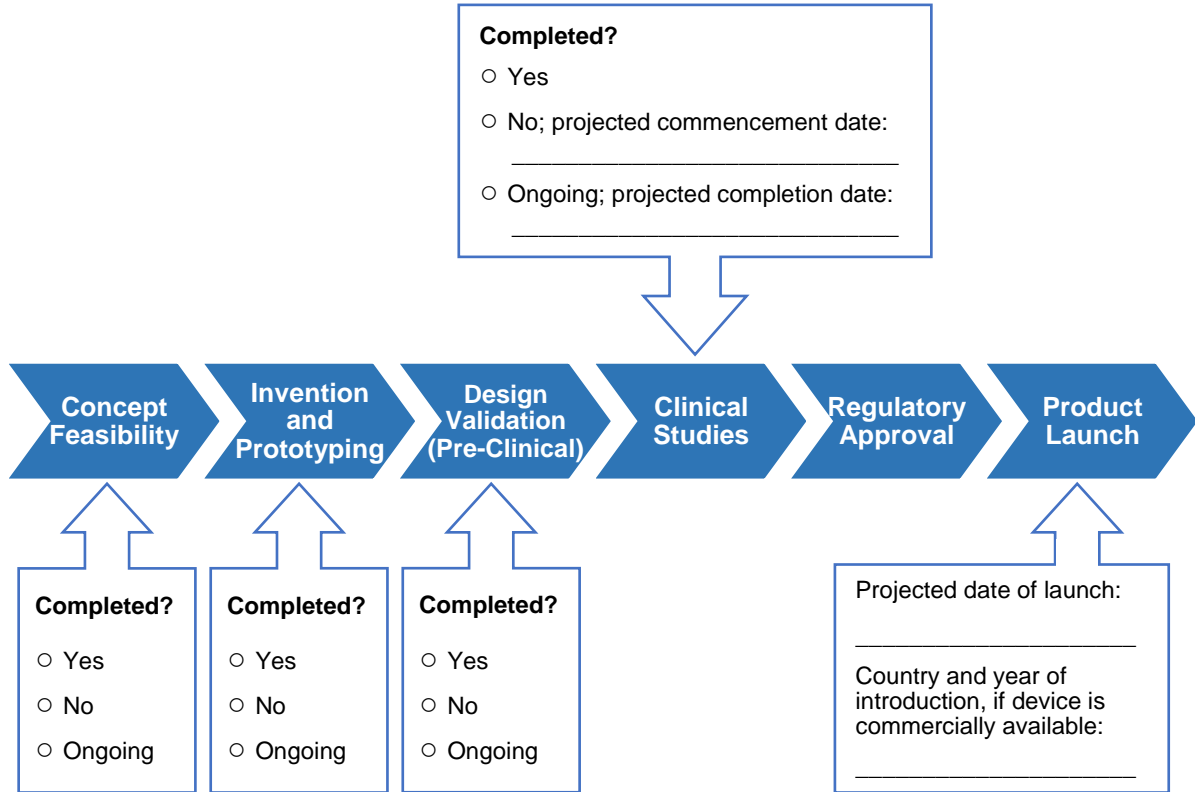 Completed?
○ Yes
○ No; projected commencement date:
______________________________
○ Ongoing; projected completion date:
______________________________
Concept
Feasibility
Invention
and
Prototyping
Design
Validation
(Pre-Clinical)
Clinical
Studies
Regulatory
Approval
Product
Launch
Completed?
○ Yes
○ No
○ Ongoing
Completed?
○ Yes
○ No
○ Ongoing
Completed?
○ Yes
○ No
○ Ongoing
Projected date of launch:
______________________
Country and year of
introduction, if device is
commercially available:
______________________